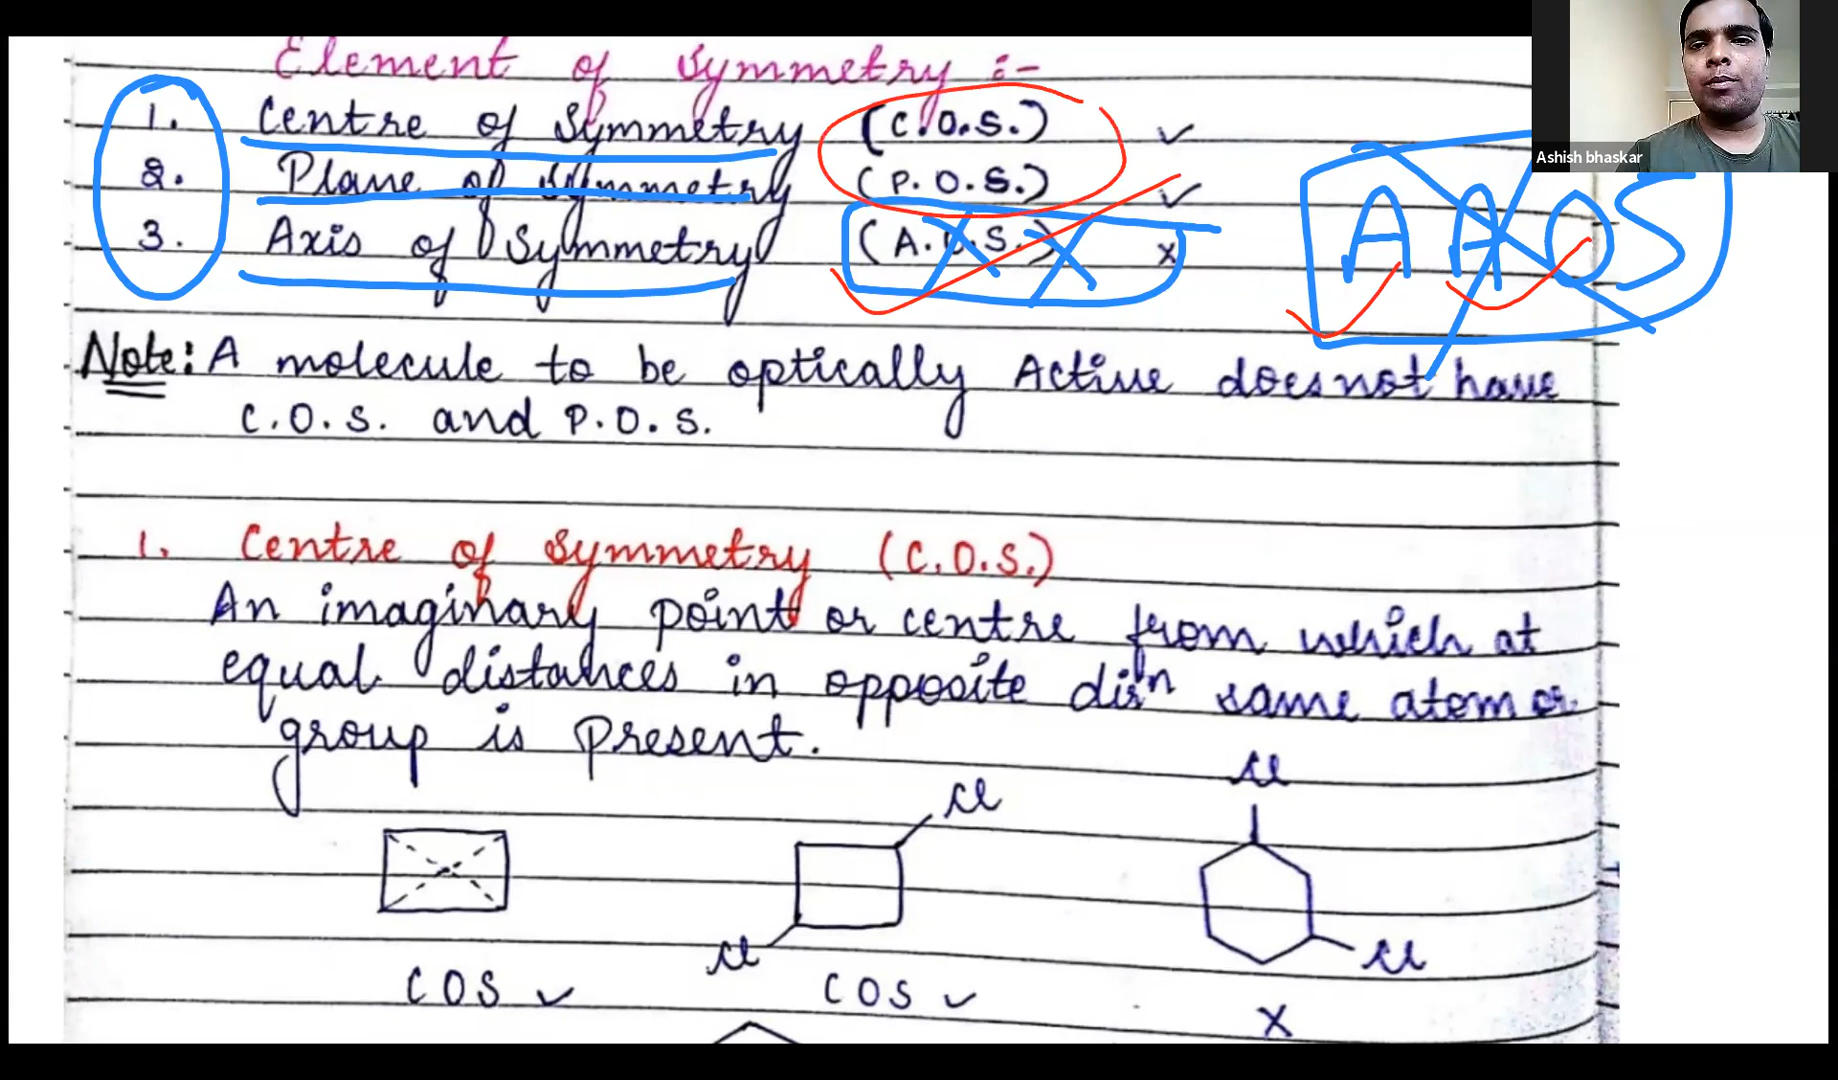 Element of Symmetry :-
1. Centre of Symmetry (C.O.S.) ✓
2. Plane of Symmetry (P.O.S.) ✓
3. Axis of Symmetry (A.O.S.) x
AAOS
Ashish bhaskar
Note: A molecule to be optically Active doesnot have
C.O.S. and P.O.S.
1. Centre of Symmetry (C.O.S.)
An imaginary point or centre from which at
equal distances in opposite dirn same atom or
group is present.
Cl
Cl
Cl
Cl
COS ✓
COS ✓
X